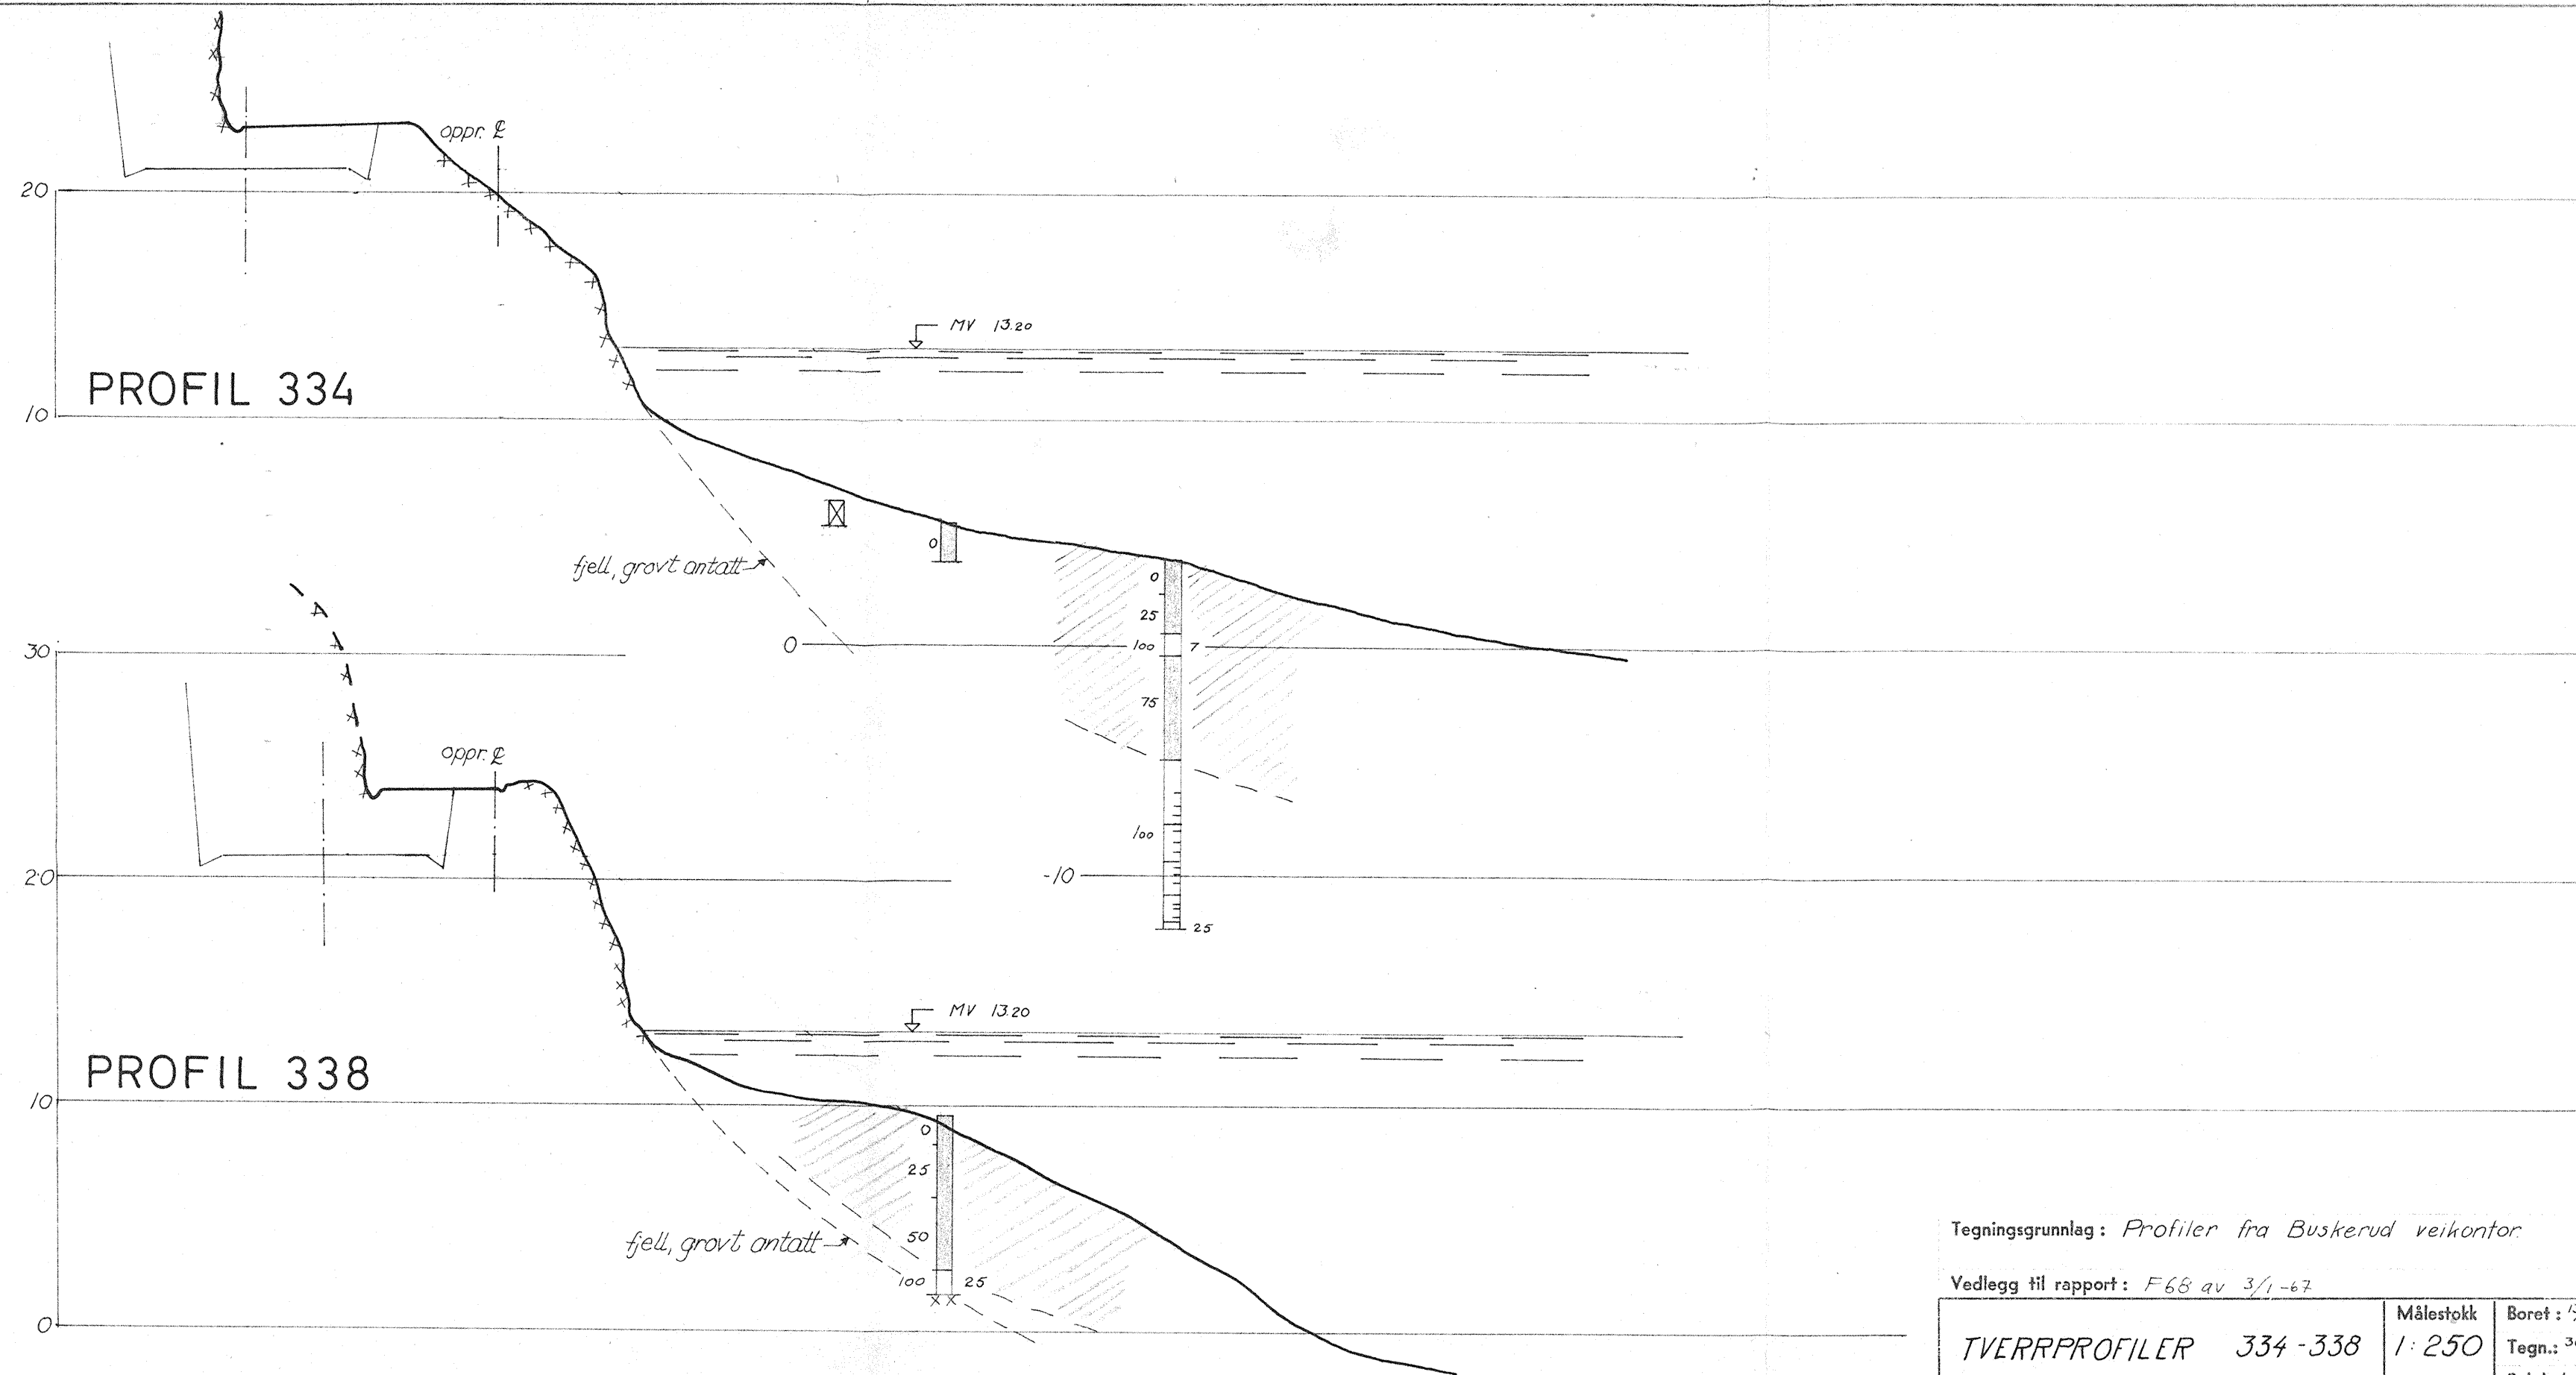 oppr. ℄
20
MV 13.20
PROFIL 334
10
0
fjell, grovt antatt
0
25
0
100 7
75
100
-10
25
30
oppr. ℄
20
MV 13.20
PROFIL 338
10
0
25
50
fjell, grovt antatt
100 25
0
Tegningsgrunnlag: Profiler fra Buskerud veikontor.
Vedlegg til rapport: F68 av 3/1-67
TVERRPROFILER 334-338
Målestokk
1:250
Boret:
Tegn.: